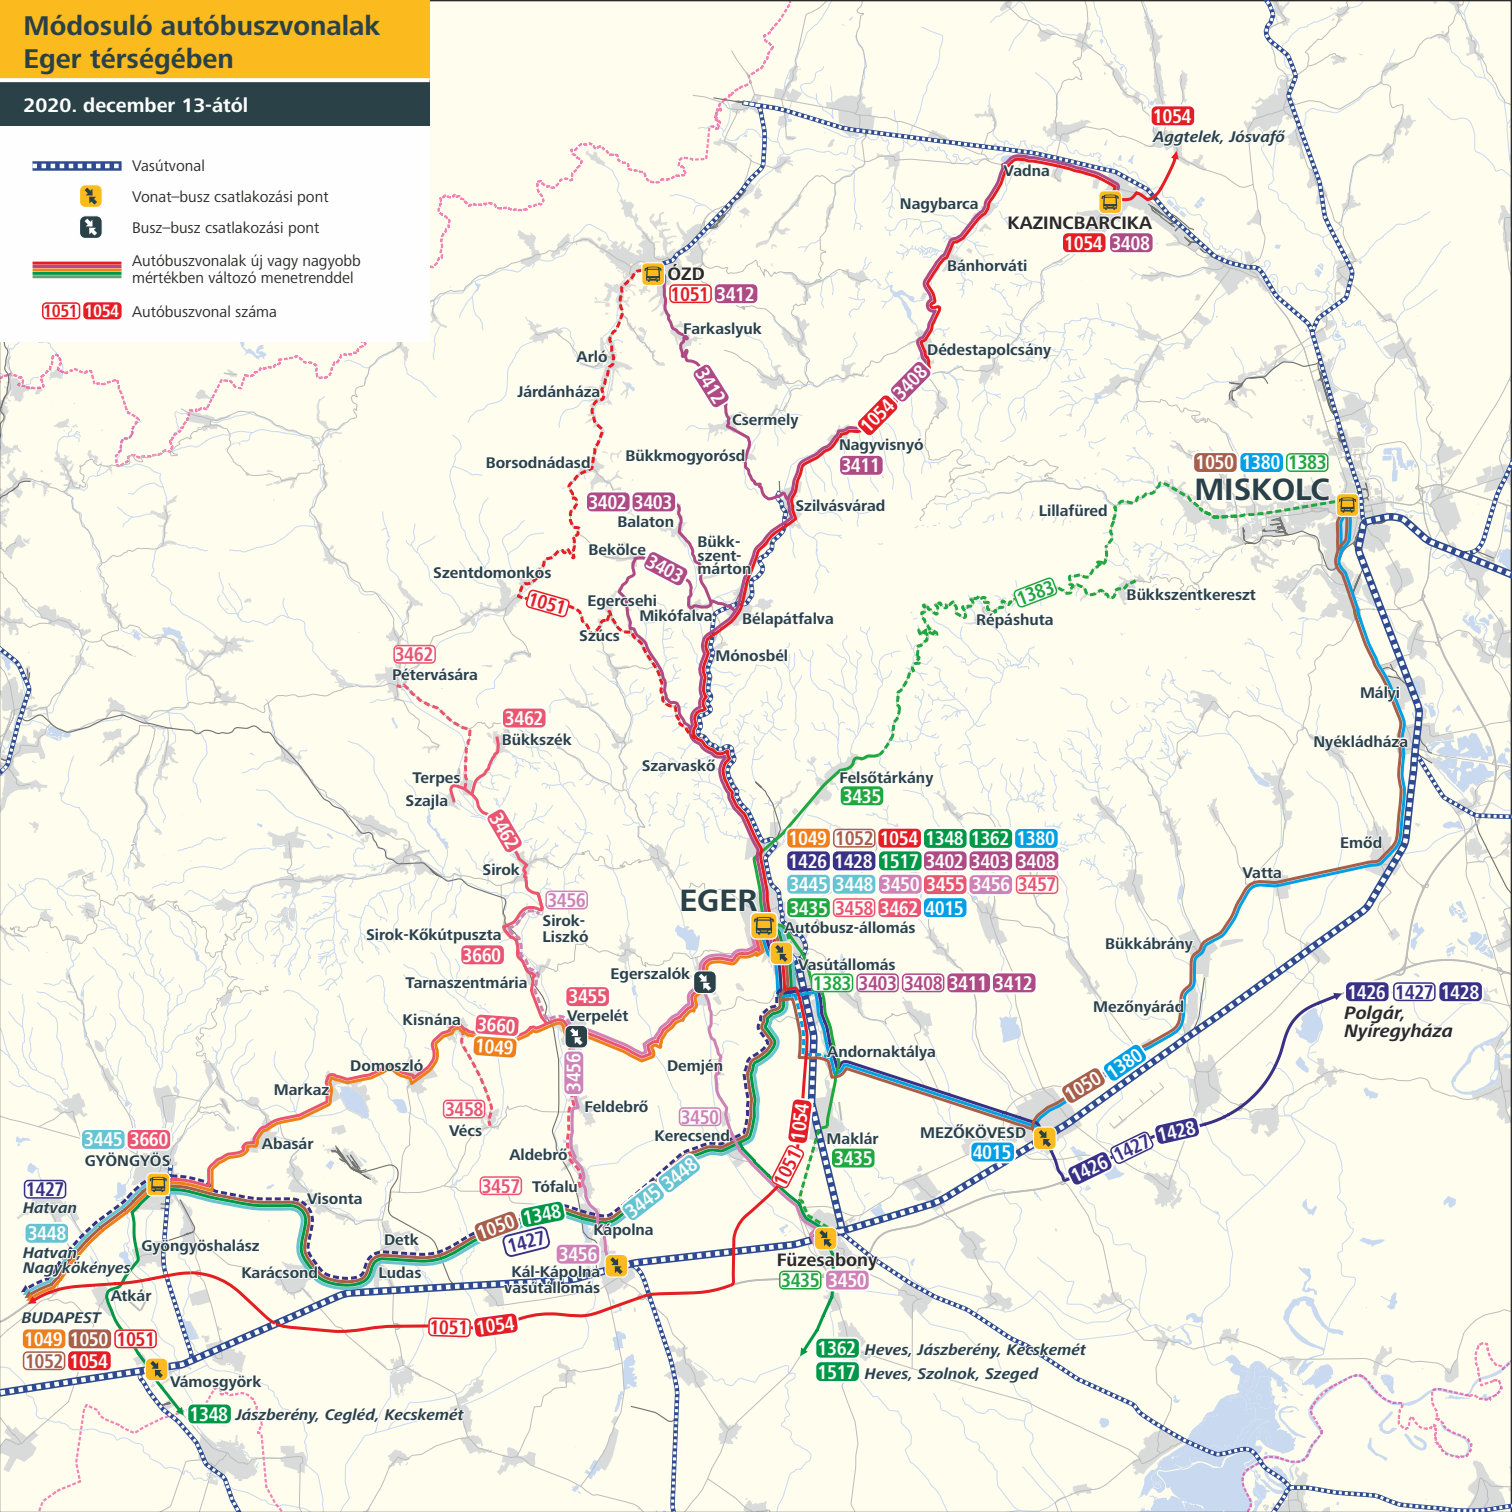 Módosuló autóbuszvonalak
Eger térségében
2020. december 13-ától
Vasútvonal
Vonat–busz csatlakozási pont
Busz–busz csatlakozási pont
Autóbuszvonalak új vagy nagyobb
mértékben változó menetrenddel
1051 1054 Autóbuszvonal száma
1054
Aggtelek, Jósvafő
Vadna
Nagybarca
KAZINCBARCIKA
1054 3408
Bánhorváti
ÓZD
1051 3412
Farkaslyuk
Arló
Dédestapolcsány
Járdánháza
3412
1054 3408
Csermely
Nagyvisnyó
3411
Bükkmogyorósd
Borsodnádasd
1050 1380 1383
MISKOLC
3402 3403
Balaton
Szilvásvárad
Lillafüred
Bekölce
Bükk-
szent-
márton
3403
Szentdomonkos
1051
Egercsehi
Mikófalva
Bélapátfalva
1383
Bükkszentkereszt
Répáshuta
Szúcs
Mónosbél
3462
Pétervására
Mályi
3462
Bükkszék
Nyékládháza
Szarvaskő
Terpes
Szajla
Felsőtárkány
3435
3462
1049 1052 1054 1348 1362 1380
1426 1428 1517 3402 3403 3408
3445 3448 3450 3455 3456 3457
3435 3458 3462 4015
Emőd
Vatta
Sirok
3456
Sirok-
Liszkó
EGER
Autóbusz-állomás
Sirok-Kőkútpuszta
3660
Bükkábrány
Egerszalók
Vasútállomás
1383 3403 3408 3411 3412
Tarnaszentmária
3455
Verpelét
1426 1427 1428
Polgár,
Nyíregyháza
Mezőnyárád
Kisnána
3660
1049
Andornaktálya
Domoszló
Demjén
3456
1050 1380
Markaz
3458
Vécs
Feldebrő
3450
Kerecsend
1051 1054
MEZŐKÖVESD
4015
1426 1427 1428
Maklár
3435
3445 3660
GYÖNGYÖS
Abasár
Aldebrő
3457
Tófalu
3445 3448
1427
Hatvan
Visonta
3448
Hatvan,
Nagykökényes
1050 1348
1427
Kápolna
Detk
Gyöngyöshalász
Karácsond
Ludas
3456
Kál-Kápolna
vasútállomás
Füzesabony
3435 3450
Atkár
BUDAPEST
1049 1050 1051
1052 1054
1051 1054
1362 Heves, Jászberény, Kecskemét
1517 Heves, Szolnok, Szeged
Vámosgyörk
1348 Jászberény, Cegléd, Kecskemét